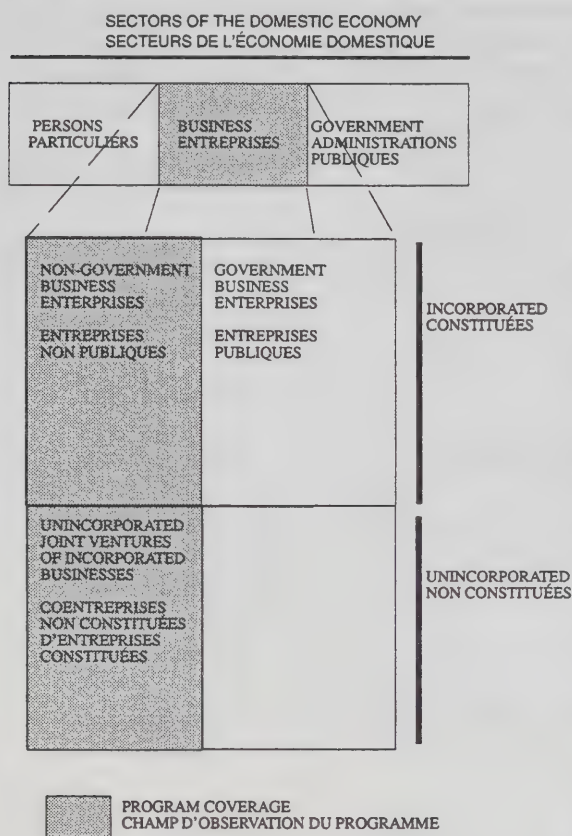 SECTORS OF THE DOMESTIC ECONOMY
SECTEURS DE L'ÉCONOMIE DOMESTIQUE
PERSONS
PARTICULIERS
BUSINESS
ENTREPRISES
GOVERNMENT
ADMINISTRATIONS
PUBLIQUES
NON-GOVERNMENT
BUSINESS
ENTERPRISES
ENTREPRISES
NON PUBLIQUES
GOVERNMENT
BUSINESS
ENTERPRISES
ENTREPRISES
PUBLIQUES
INCORPORATED
CONSTITUÉES
UNINCORPORATED
JOINT VENTURES
OF INCORPORATED
BUSINESSES
COENTREPRISES
NON CONSTITUÉES
D'ENTREPRISES
CONSTITUÉES
UNINCORPORATED
NON CONSTITUÉES
PROGRAM COVERAGE
CHAMP D'OBSERVATION DU PROGRAMME